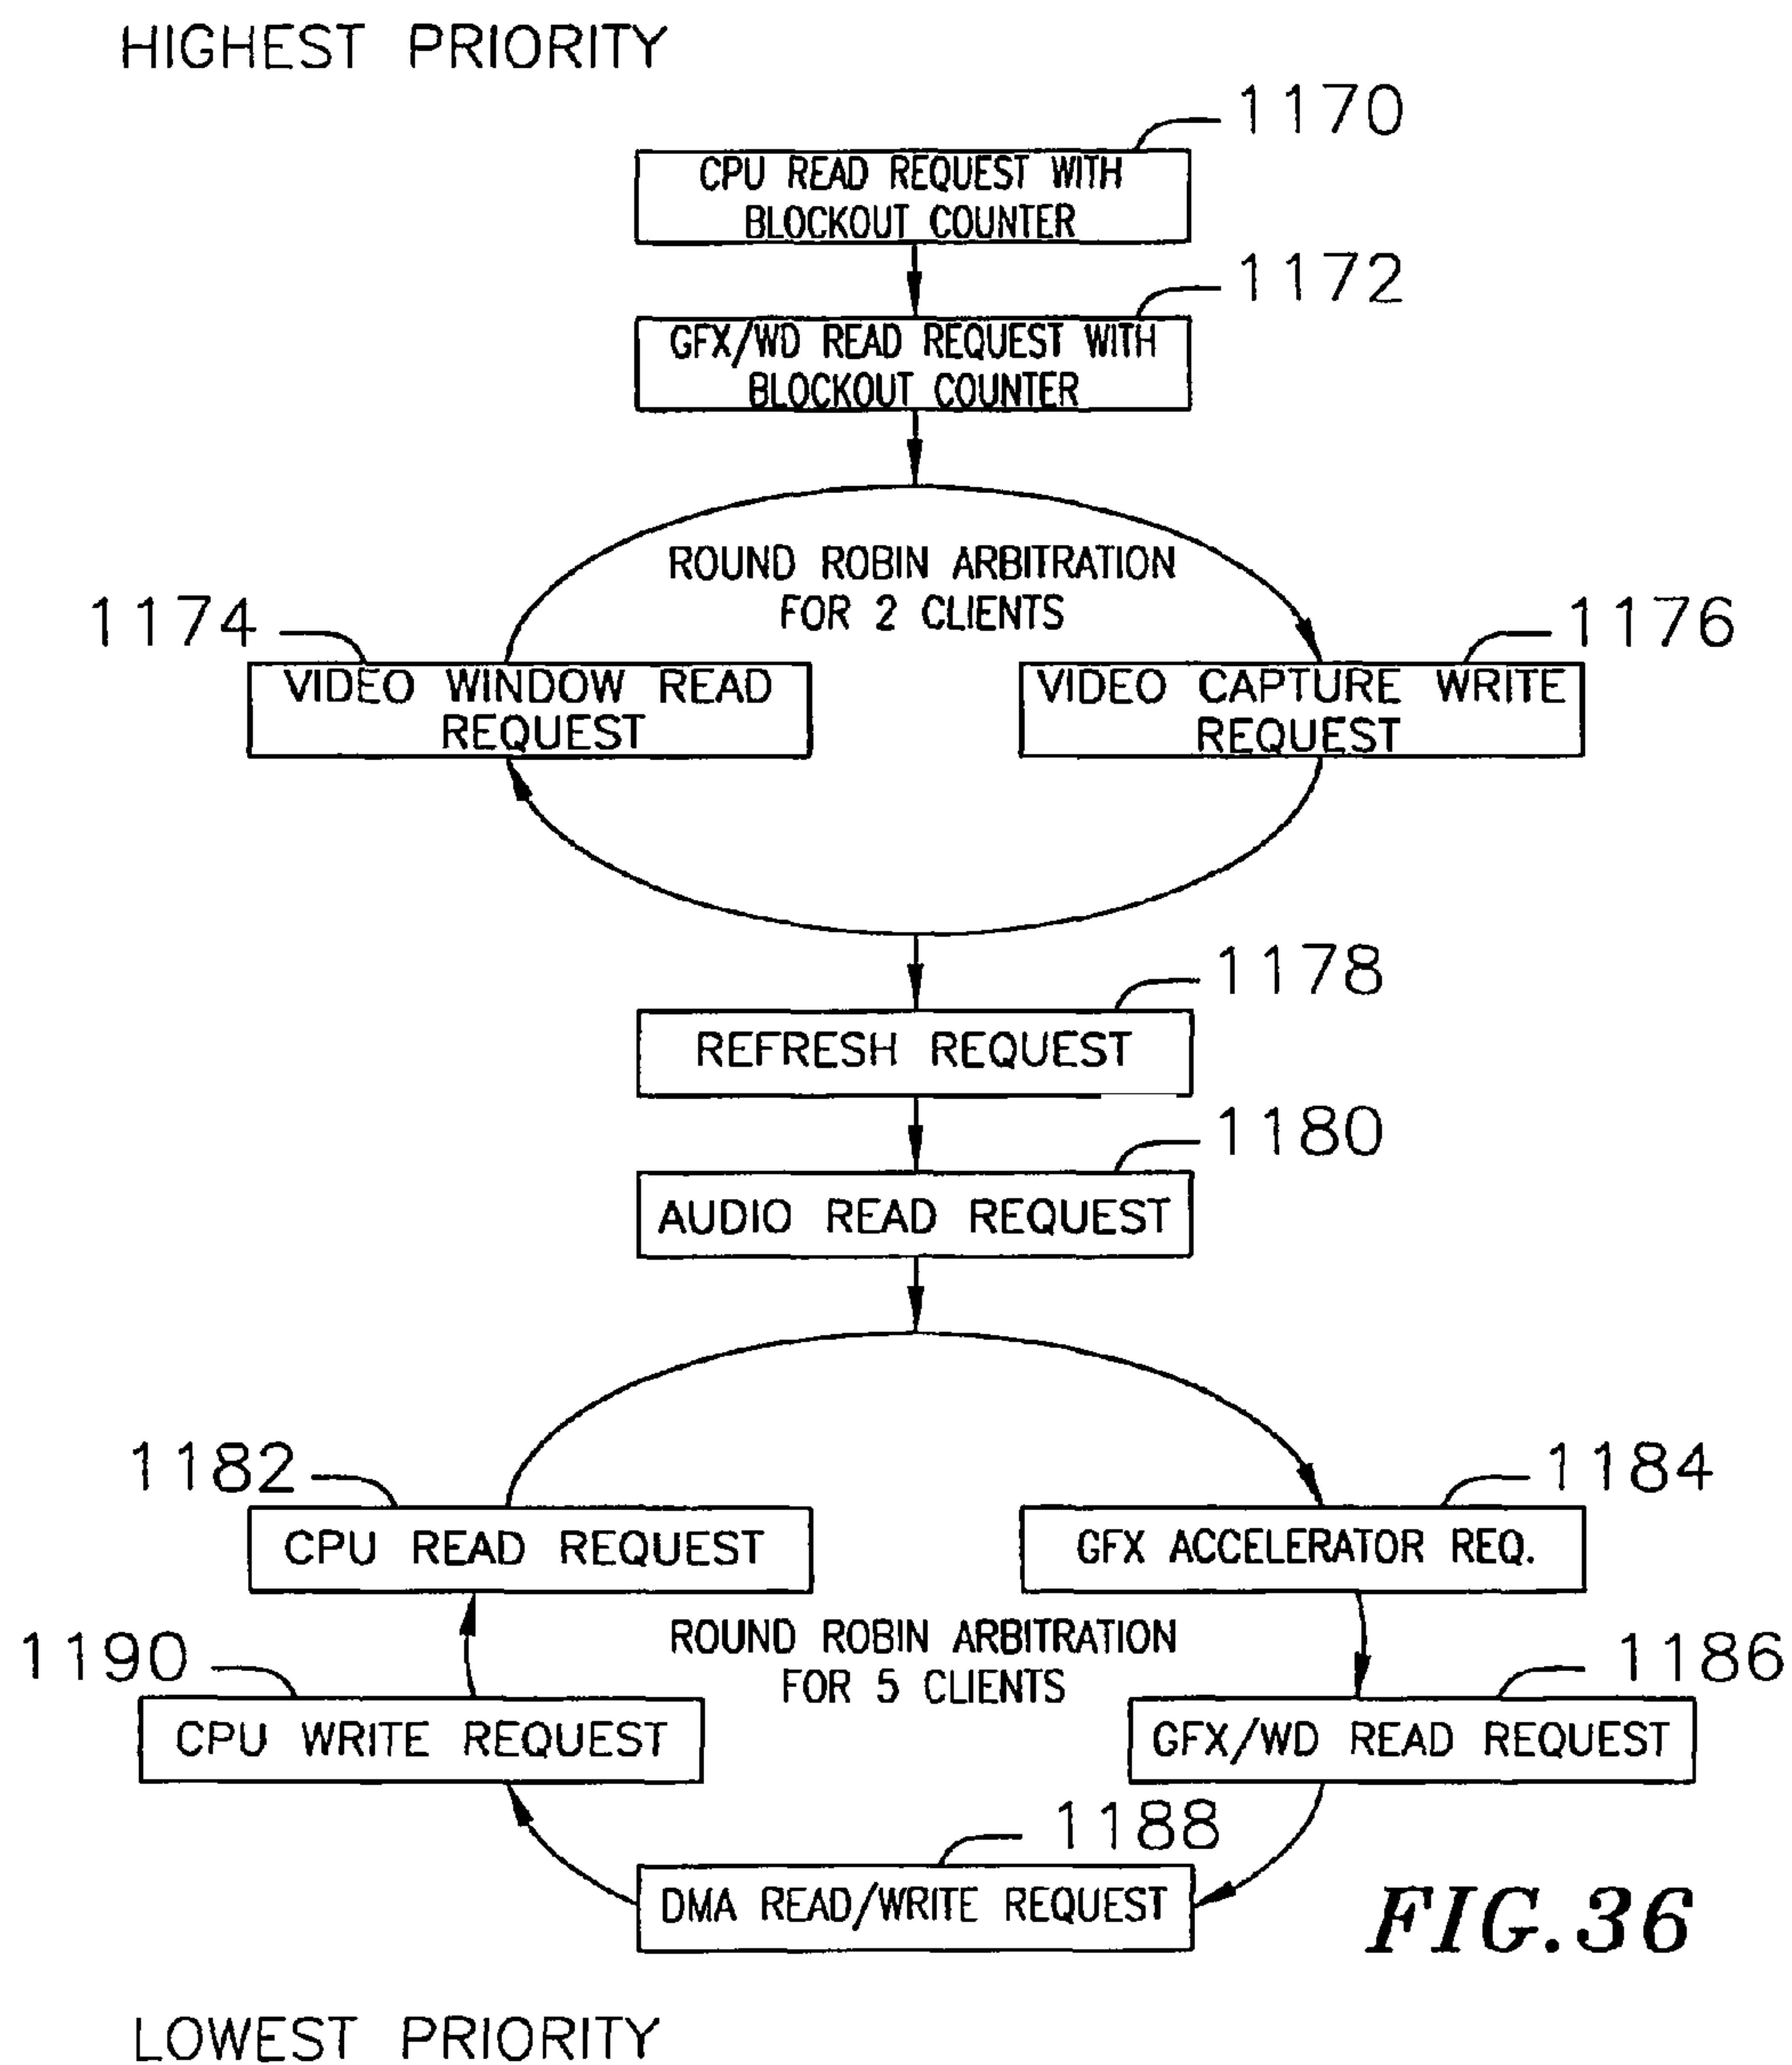 HIGHEST PRIORITY
1170
CPU READ REQUEST WITH
BLOCKOUT COUNTER
1172
GFX/WD READ REQUEST WITH
BLOCKOUT COUNTER
ROUND ROBIN ARBITRATION
FOR 2 CLIENTS
1174
1176
VIDEO WINDOW READ
REQUEST
VIDEO CAPTURE WRITE
REQUEST
1178
REFRESH REQUEST
1180
AUDIO READ REQUEST
1182
1184
CPU READ REQUEST
GFX ACCELERATOR REQ.
ROUND ROBIN ARBITRATION
FOR 5 CLIENTS
1190
1186
CPU WRITE REQUEST
GFX/WD READ REQUEST
1188
DMA READ/WRITE REQUEST
FIG.36
LOWEST PRIORITY